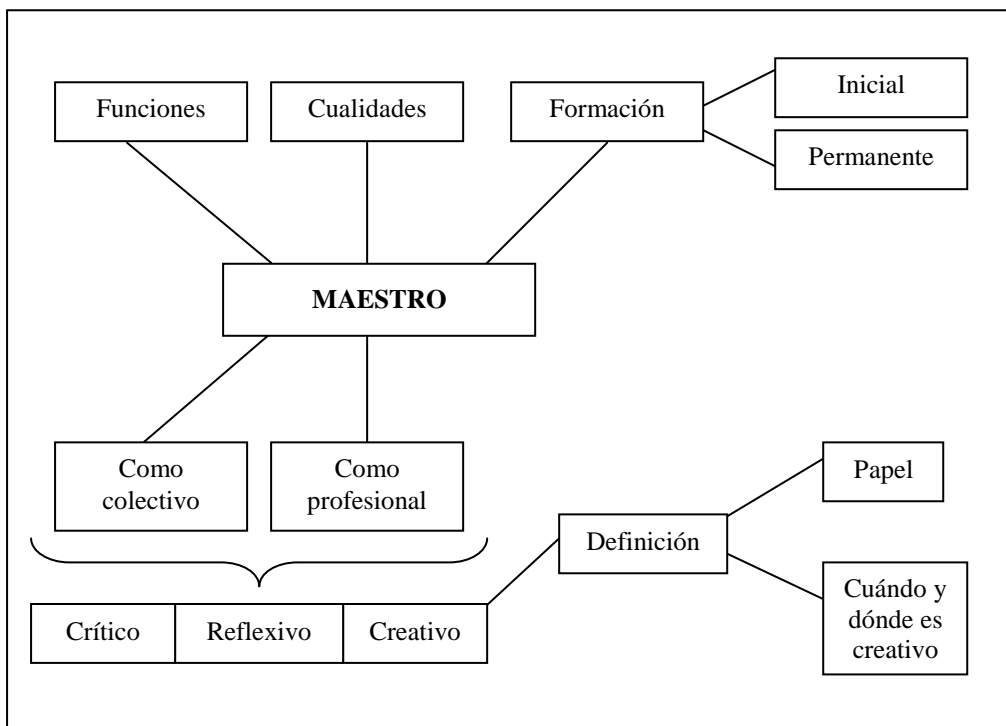 Funciones
Cualidades
Formación
Inicial
Permanente
MAESTRO
Como
colectivo
Como
profesional
Definición
Papel
Cuándo y
dónde es
creativo
Crítico
Reflexivo
Creativo